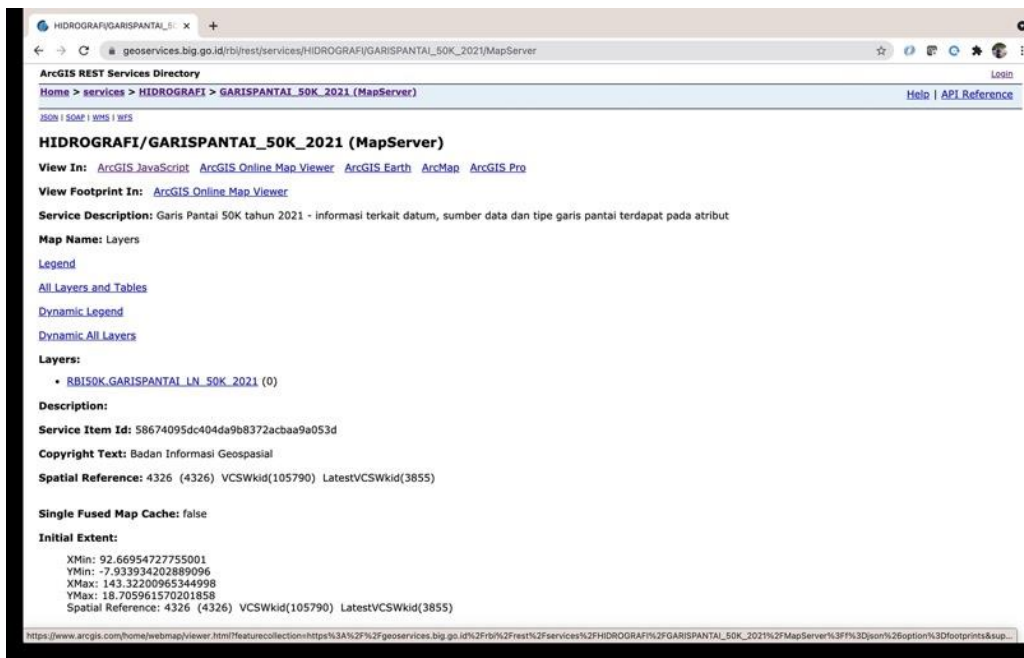 HIDROGRAFI/GARISPANTAI_5
geoservices.big.go.id/rbi/rest/services/HIDROGRAFI/GARISPANTAI_50K_2021/MapServer
ArcGIS REST Services Directory
Login
Home > services > HIDROGRAFI > GARISPANTAI_50K_2021 (MapServer)
Help | API Reference
JSON | SOAP | WMS | WFS
HIDROGRAFI/GARISPANTAI_50K_2021 (MapServer)
View In: ArcGIS JavaScript ArcGIS Online Map Viewer ArcGIS Earth ArcMap ArcGIS Pro
View Footprint In: ArcGIS Online Map Viewer
Service Description: Garis Pantai 50K tahun 2021 - informasi terkait datum, sumber data dan tipe garis pantai terdapat pada atribut
Map Name: Layers
Legend
All Layers and Tables
Dynamic Legend
Dynamic All Layers
Layers:
• RBI50K.GARISPANTAI_LN_50K_2021 (0)
Description:
Service Item Id: 58674095dc404da9b8372acbaa9a053d
Copyright Text: Badan Informasi Geospasial
Spatial Reference: 4326 (4326) VCSWkid(105790) LatestVCSWkid(3855)
Single Fused Map Cache: false
Initial Extent:
XMin: 92.66954727755001
YMin: -7.933934202889096
XMax: 143.32200965344998
YMax: 18.705961570201858
Spatial Reference: 4326 (4326) VCSWkid(105790) LatestVCSWkid(3855)
https://www.arcgis.com/home/webmap/viewer.html?featurecollection=https%3A%2F%2Fgeoservices.big.go.id%2Frbi%2Frest%2Fservices%2FHIDROGRAFI%2FGARISPANTAI_50K_2021%2FMapServer%3Ff%3Djson%26option%3Dfootprints&sup...